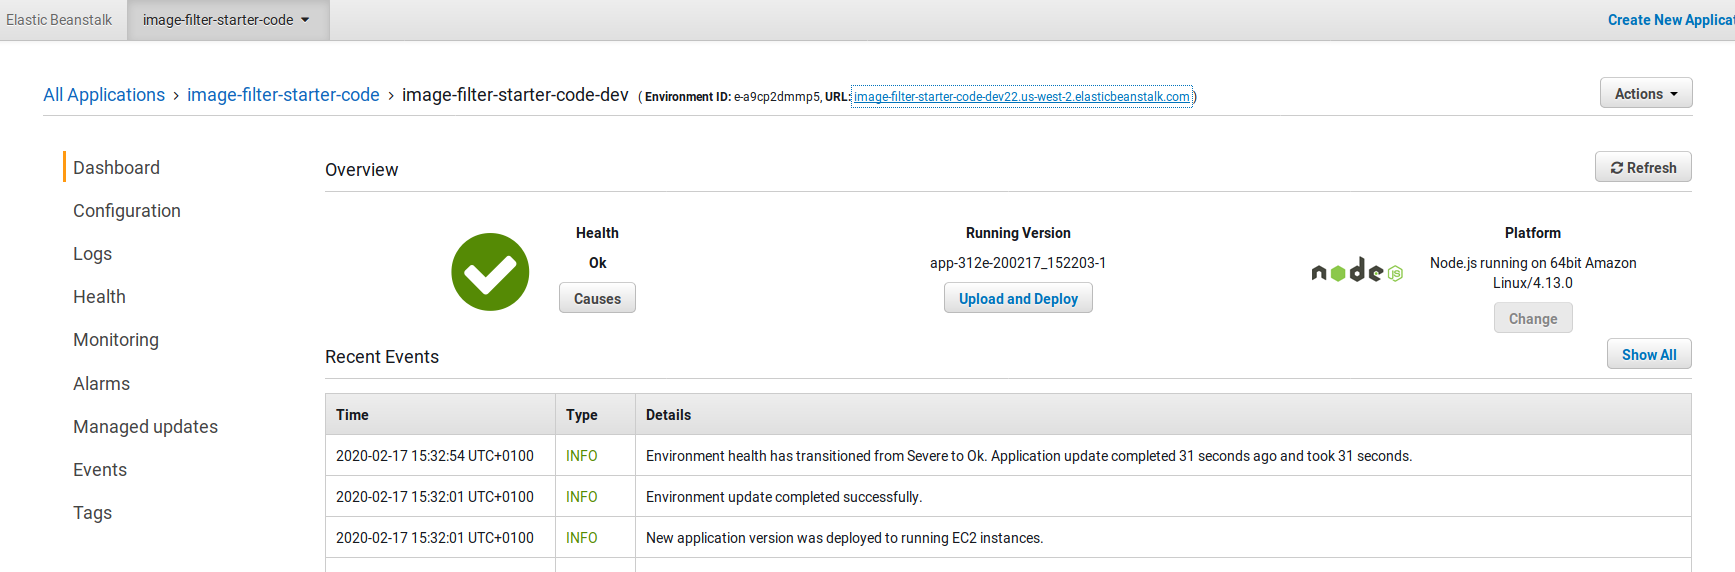 Elastic Beanstalk image-filter-starter-code Create New Applica
All Applications > image-filter-starter-code > image-filter-starter-code-dev ( Environment ID: e-a9cp2dmmp5, URL: image-filter-starter-code-dev22.us-west-2.elasticbeanstalk.com)
Actions
Dashboard
Configuration
Logs
Health
Monitoring
Alarms
Managed updates
Events
Tags
Overview
Refresh
Health
Ok
Causes
Running Version
app-312e-200217_152203-1
Upload and Deploy
node JS
Platform
Node.js running on 64bit Amazon
Linux/4.13.0
Change
Recent Events
Show All
Time Type Details
2020-02-17 15:32:54 UTC+0100 INFO Environment health has transitioned from Severe to Ok. Application update completed 31 seconds ago and took 31 seconds.
2020-02-17 15:32:01 UTC+0100 INFO Environment update completed successfully.
2020-02-17 15:32:01 UTC+0100 INFO New application version was deployed to running EC2 instances.